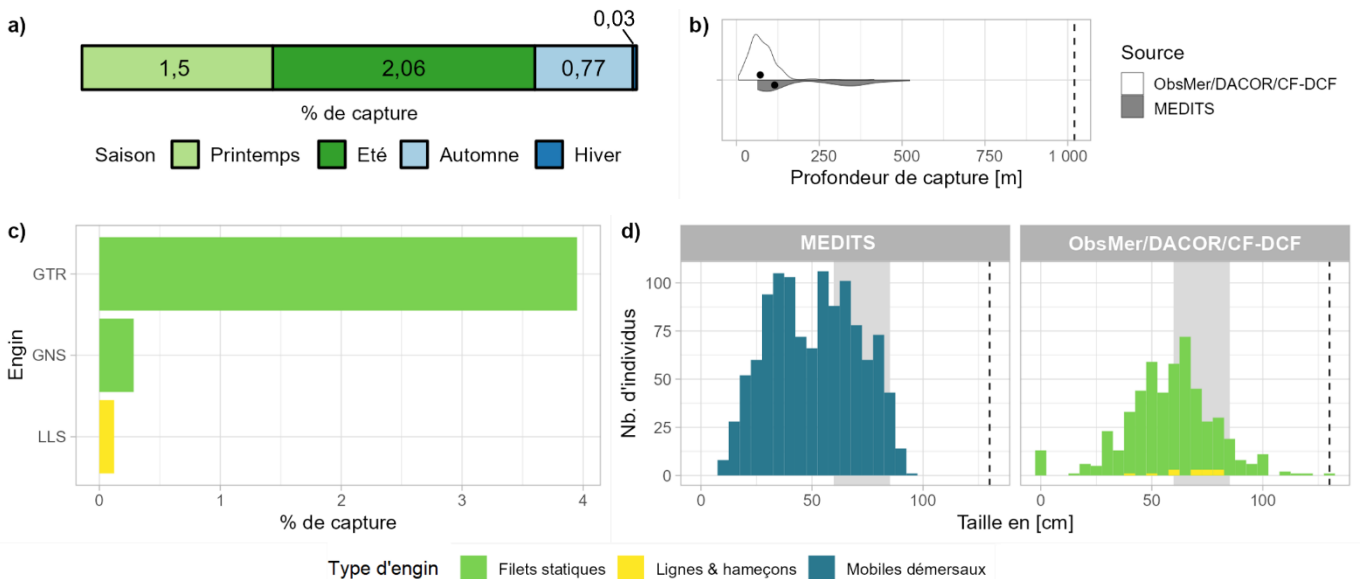 a)
0,03
1,5 2,06 0,77
% de capture
Saison Printemps Eté Automne Hiver
b)
0 250 500 750 1 000
Profondeur de capture [m]
Source
ObsMer/DACOR/CF-DCF
MEDITS
c)
Engin
GTR
GNS
LLS
0 1 2 3 4
% de capture
d)
MEDITS ObsMer/DACOR/CF-DCF
Nb. d'individus
100
75
50
25
0
0 50 100 0 50 100
Taille en [cm]
Type d'engin Filets statiques Lignes & hameçons Mobiles démersaux